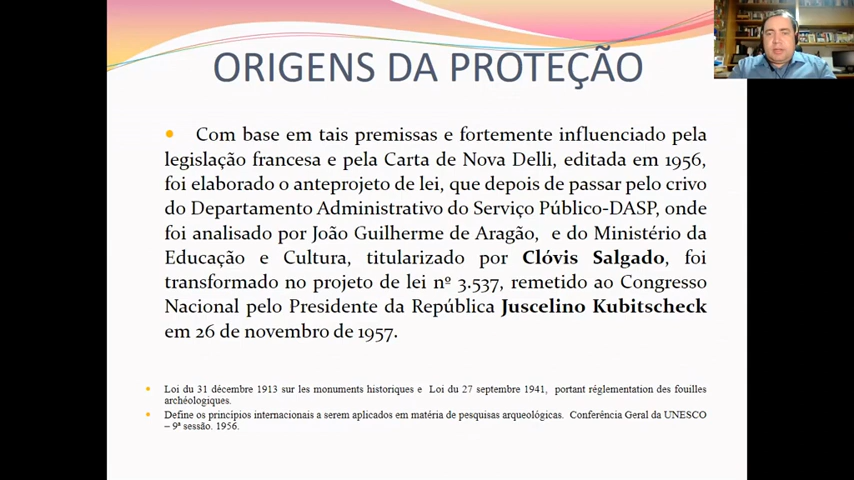 ORIGENS DA PROTEÇÃO
Com base em tais premissas e fortemente influenciado pela
legislação francesa e pela Carta de Nova Delli, editada em 1956,
foi elaborado o anteprojeto de lei, que depois de passar pelo crivo
do Departamento Administrativo do Serviço Público-DASP, onde
foi analisado por João Guilherme de Aragão, e do Ministério da
Educação e Cultura, titularizado por Clóvis Salgado, foi
transformado no projeto de lei nº 3.537, remetido ao Congresso
Nacional pelo Presidente da República Juscelino Kubitscheck
em 26 de novembro de 1957.
Loi du 31 décembre 1913 sur les monuments historiques e Loi du 27 septembre 1941, portant réglementation des fouilles
archéologiques.
Define os princípios internacionais a serem aplicados em matéria de pesquisas arqueológicas. Conferência Geral da UNESCO
– 9ª sessão. 1956.